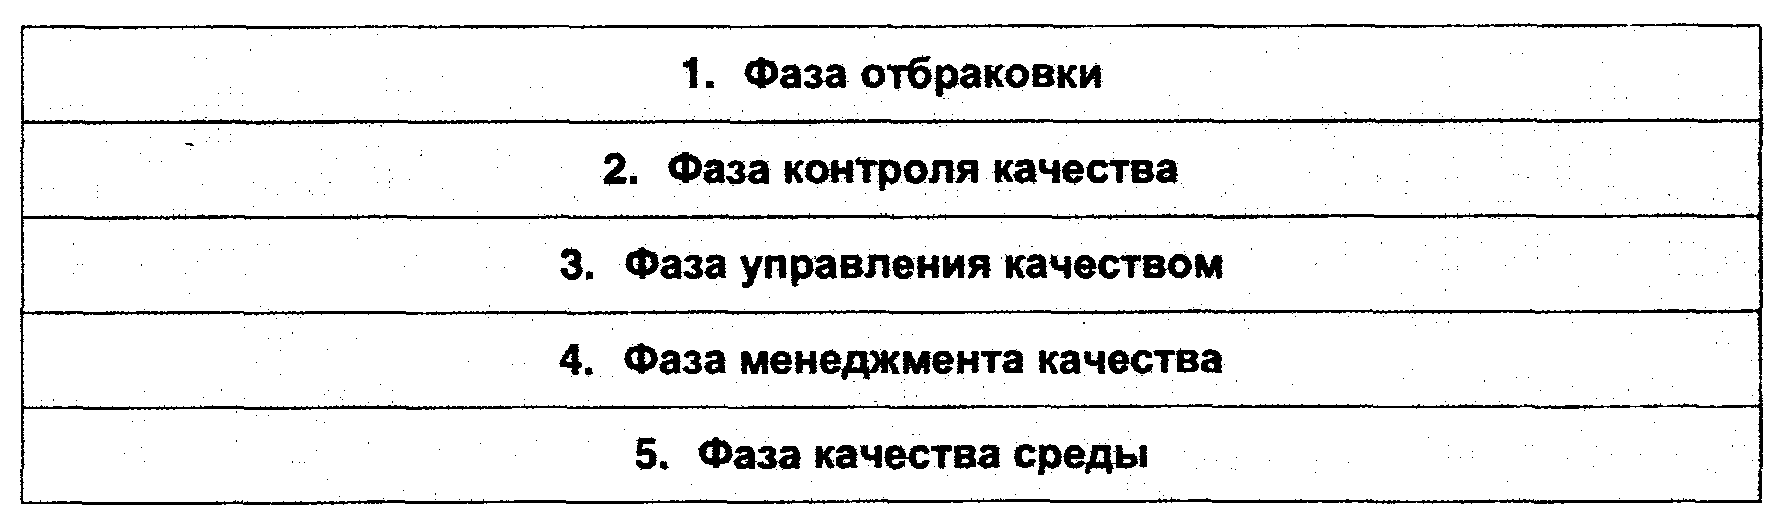 1. Фаза отбраковки
2. Фаза контроля качества
3. Фаза управления качеством
4. Фаза менеджмента качества
5. Фаза качества среды